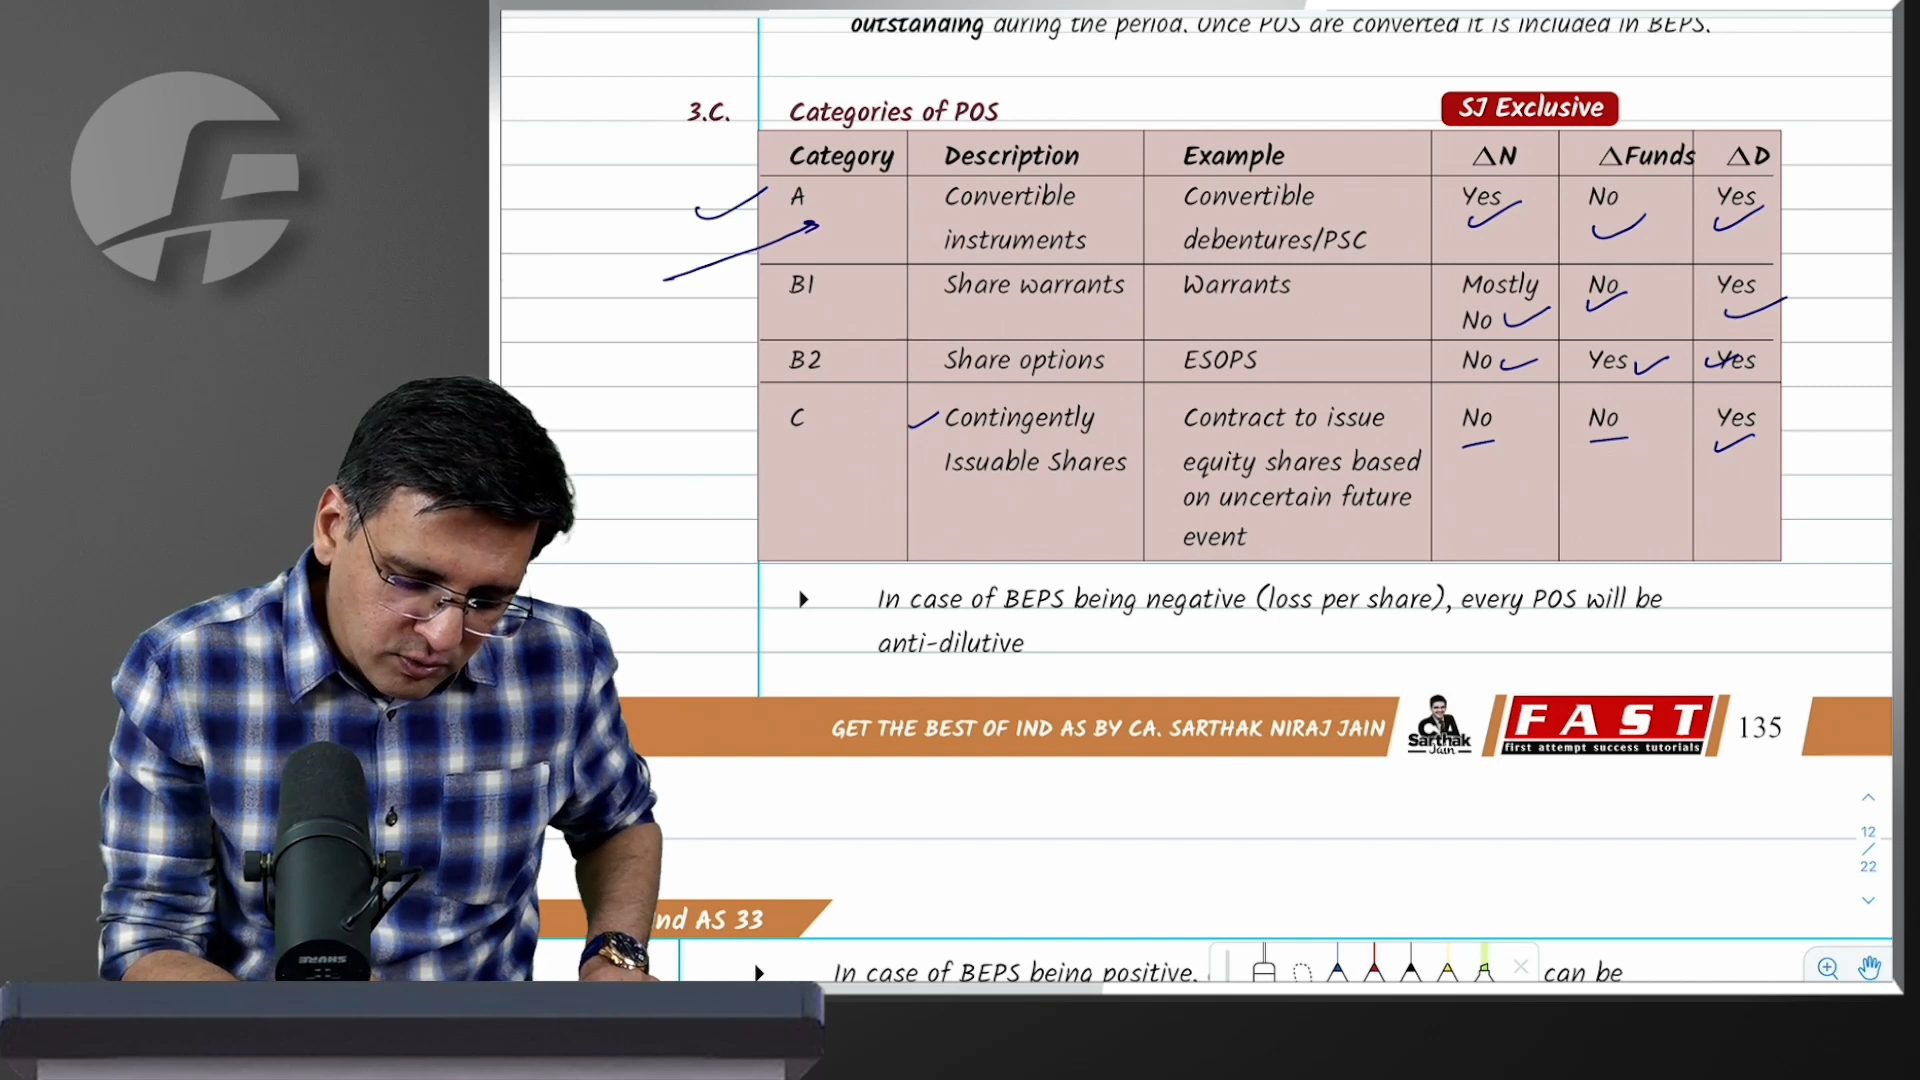 outstanding during the period. Once POS are converted it is included in BEPS.
3.C. Categories of POS
SJ Exclusive
Category Description Example △N △Funds △D
A Convertible instruments Convertible debentures/PSC Yes No Yes
B1 Share warrants Warrants Mostly No No Yes
B2 Share options ESOPS No Yes Yes
C Contingently Issuable Shares Contract to issue equity shares based on uncertain future event No No Yes
In case of BEPS being negative (loss per share), every POS will be
anti-dilutive
GET THE BEST OF IND AS BY CA. SARTHAK NIRAJ JAIN
CA
Sarthak
Jain
FAST
first attempt success tutorials
135
12
/
22
nd AS 33
In case of BEPS being positive, can be
SHURE